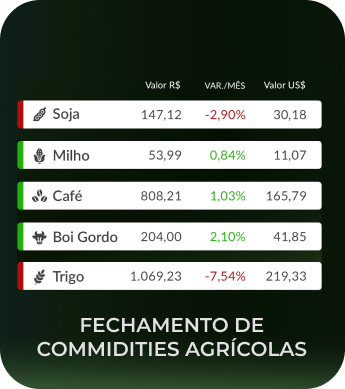 Valor R$ VAR./MÊS Valor US$
Soja 147,12 -2,90% 30,18
Milho 53,99 0,84% 11,07
Café 808,21 1,03% 165,79
Boi Gordo 204,00 2,10% 41,85
Trigo 1.069,23 -7,54% 219,33
FECHAMENTO DE
COMMIDITIES AGRÍCOLAS